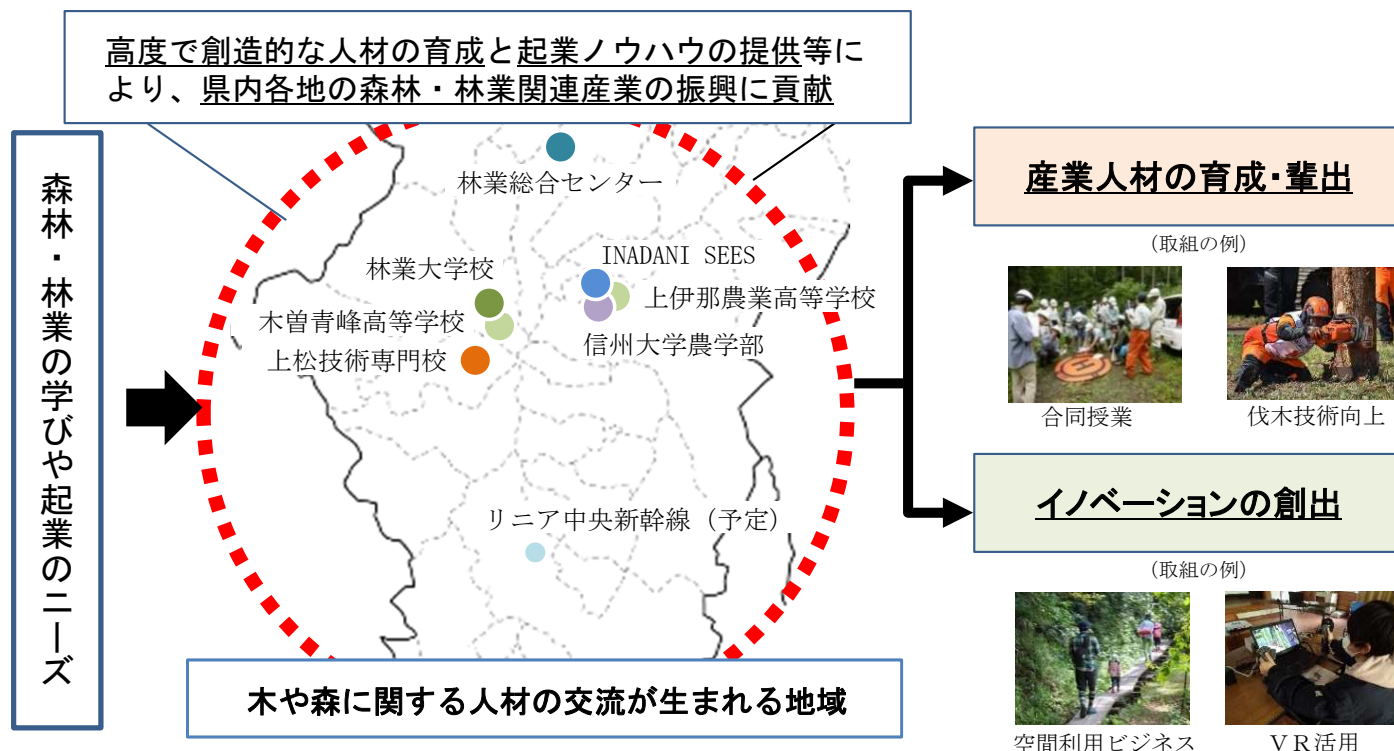 高度で創造的な人材の育成と起業ノウハウの提供等に
より、県内各地の森林・林業関連産業の振興に貢献
森林・林業の学びや起業のニーズ
林業総合センター
INADANI SEES
林業大学校
上伊那農業高等学校
木曽青峰高等学校
信州大学農学部
上松技術専門校
リニア中央新幹線（予定）
木や森に関する人材の交流が生まれる地域
産業人材の育成・輩出
（取組の例）
合同授業
伐木技術向上
イノベーションの創出
（取組の例）
空間利用ビジネス
ＶＲ活用